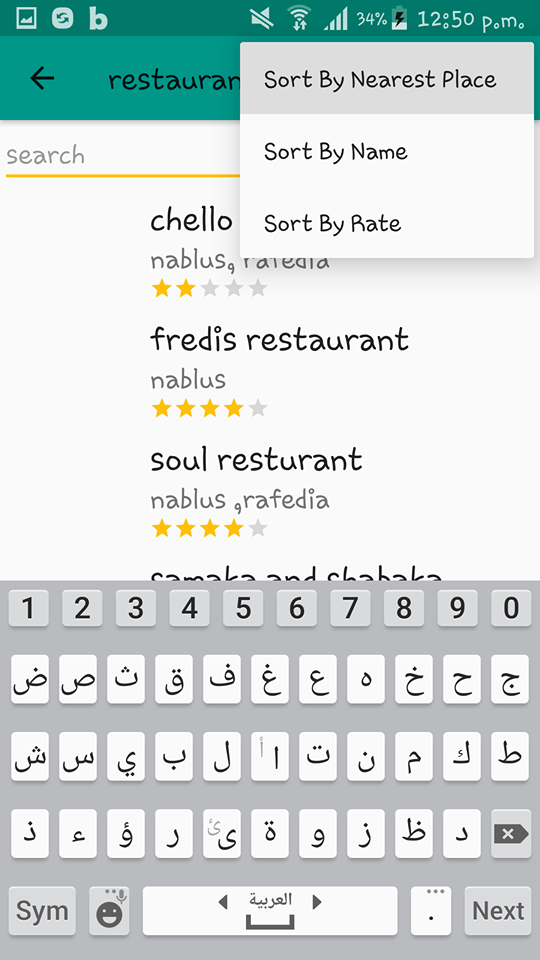 b 34% 12:50 p.m.
restauran
Sort By Nearest Place
Sort By Name
Sort By Rate
search
chello
nablus, rafedia
fredis restaurant
nablus
soul resturant
nablus ,rafedia
samaka and shabaka
1 2 3 4 5 6 7 8 9 0
ض ص ث ق ف غ ع ه خ ح ج
ش س ي ب ل ا أ ت ن م ك ط
ذ ء ؤ ر ى ئ ة و ز ظ د
Sym العربية . Next